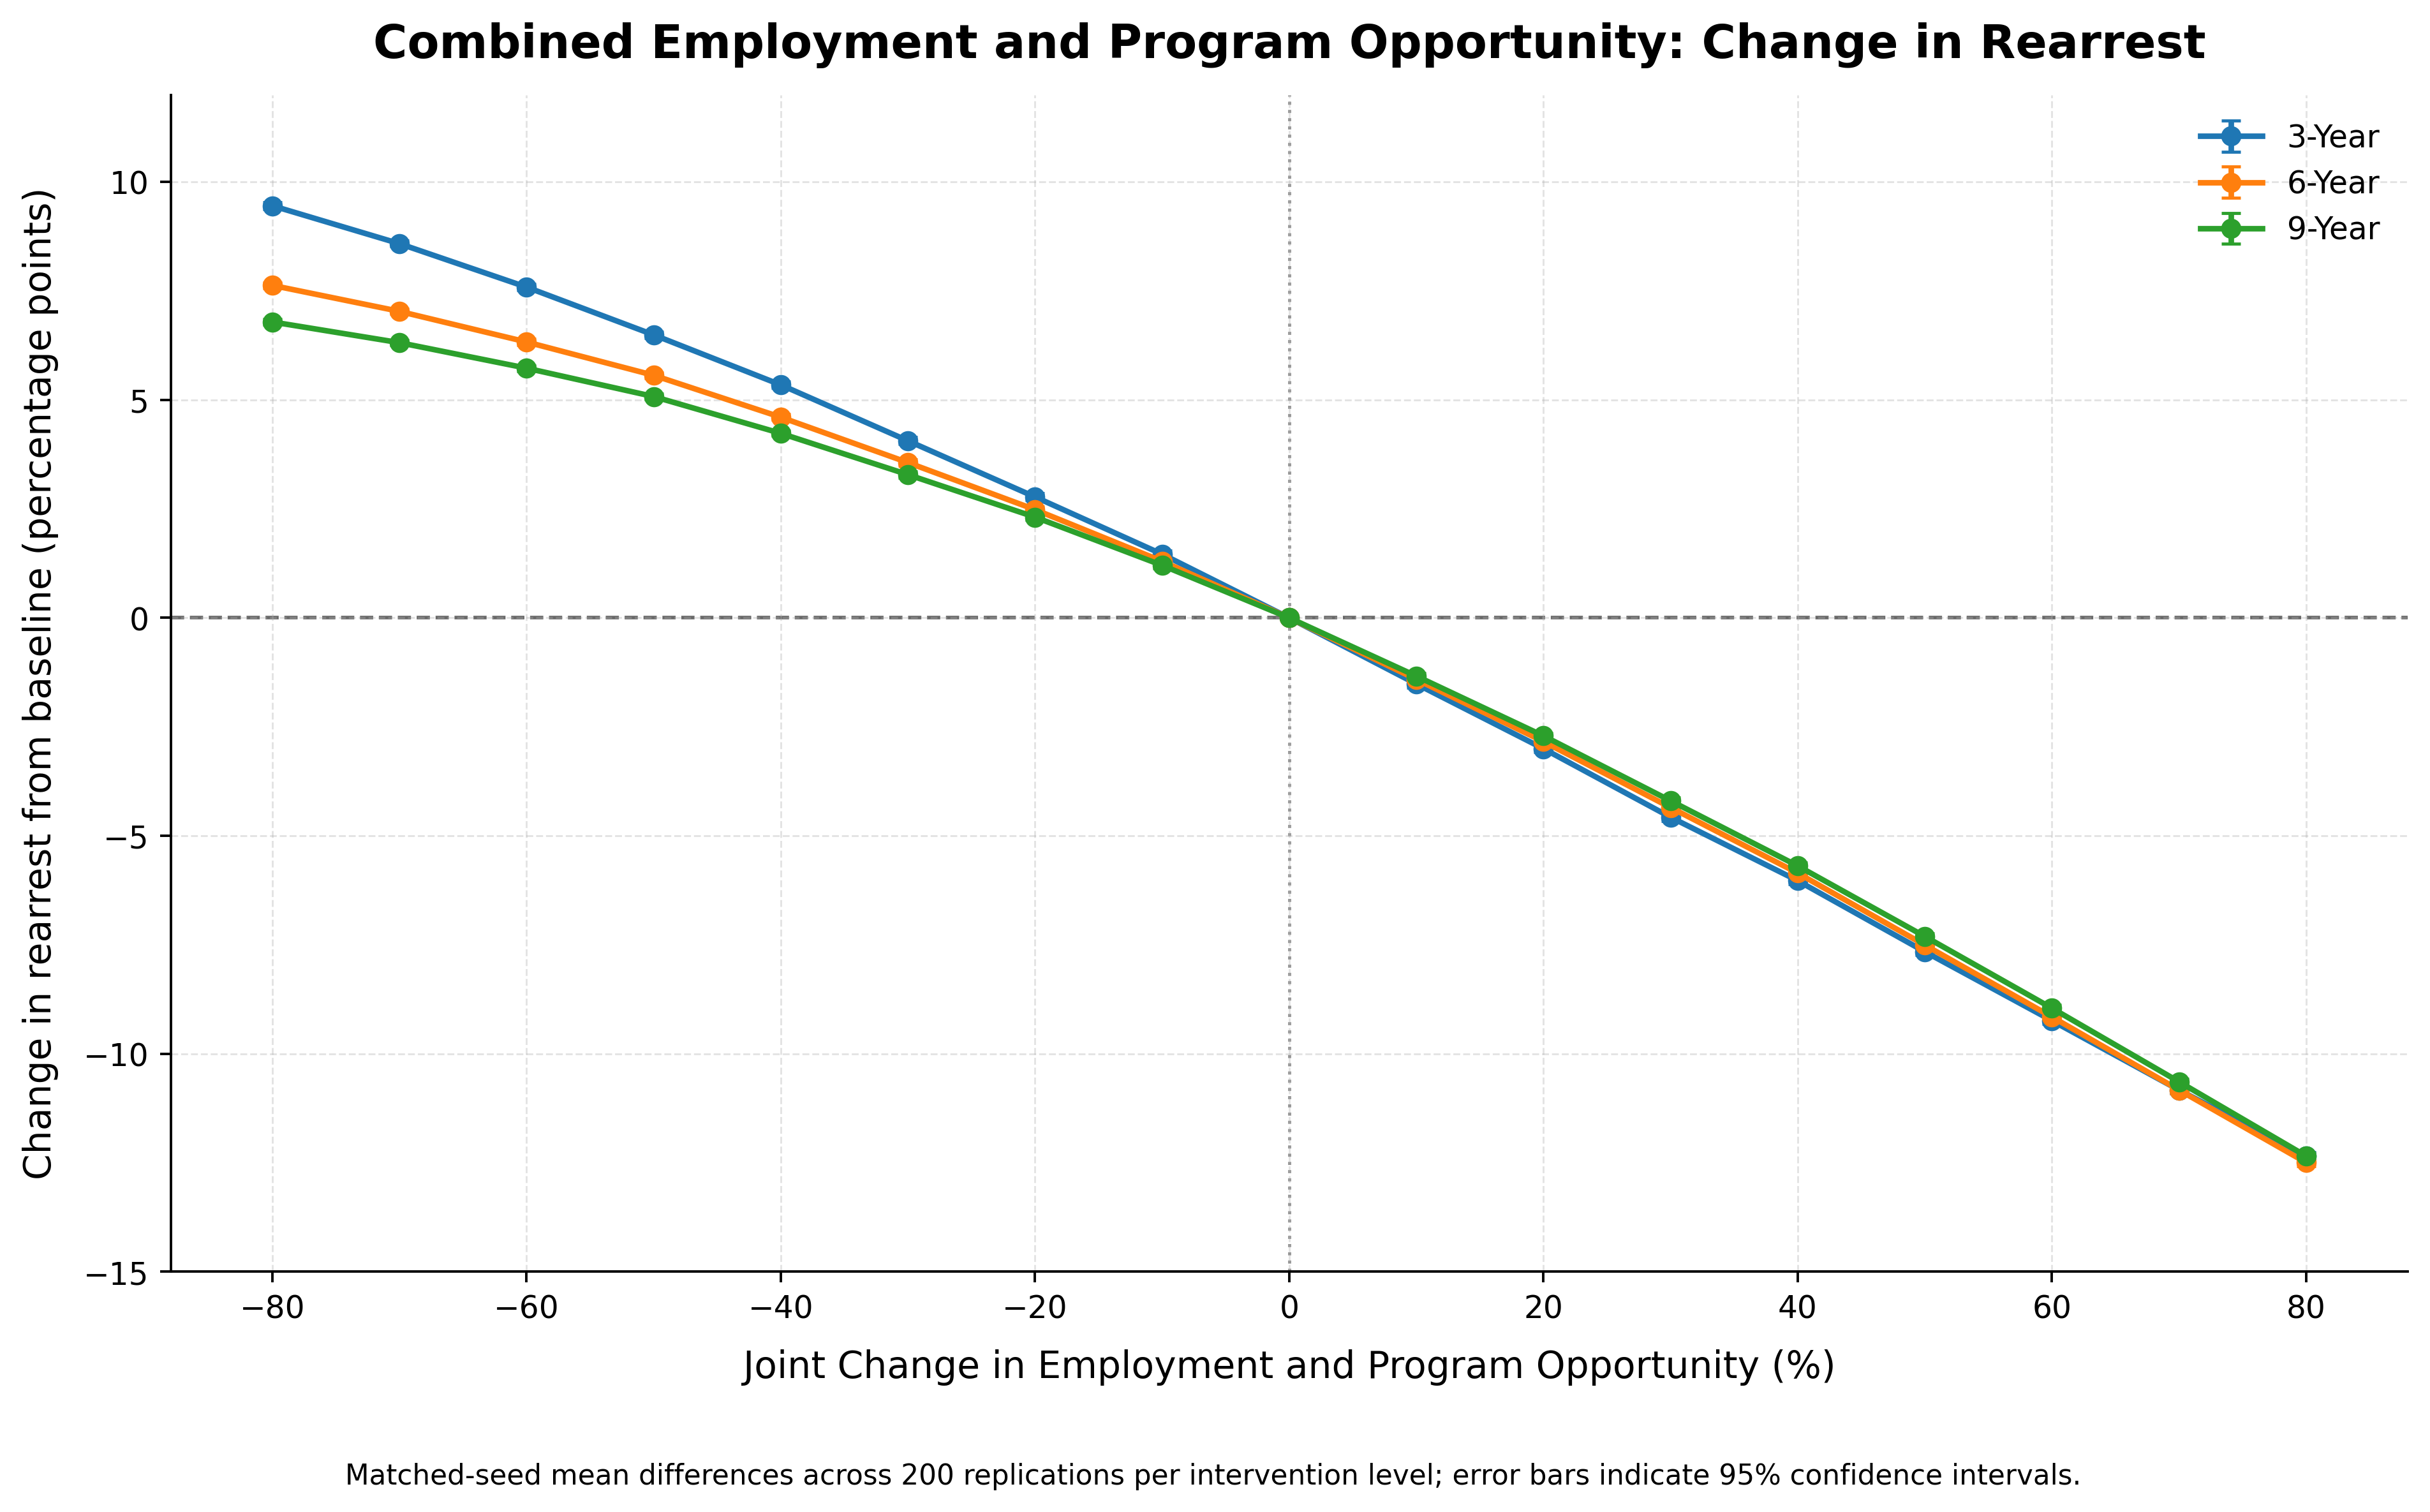 Combined Employment and Program Opportunity: Change in Rearrest
3-Year
6-Year
9-Year
Change in rearrest from baseline (percentage points)
10
5
0
−5
−10
−15
−80
−60
−40
−20
0
20
40
60
80
Joint Change in Employment and Program Opportunity (%)
Matched-seed mean differences across 200 replications per intervention level; error bars indicate 95% confidence intervals.